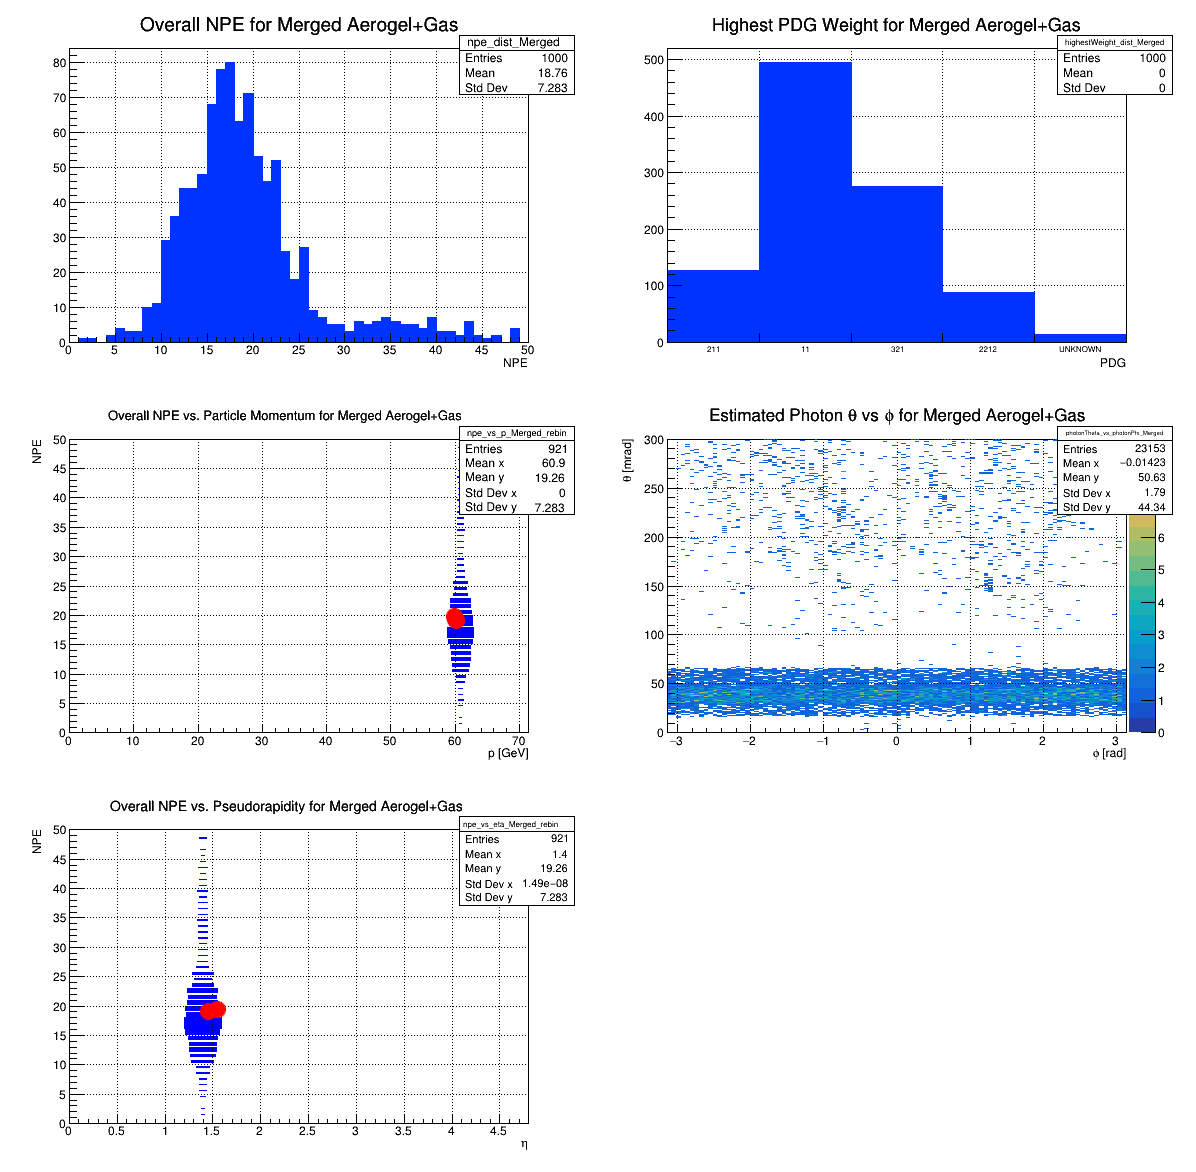 Overall NPE for Merged Aerogel+Gas
npe_dist_Merged
Entries 1000
Mean 18.76
Std Dev 7.283
80
70
60
50
40
30
20
10
0
0 5 10 15 20 25 30 35 40 45 50
NPE
Highest PDG Weight for Merged Aerogel+Gas
highestWeight_dist_Merged
Entries 1000
Mean 0
Std Dev 0
500
400
300
200
100
0
211 11 321 2212 UNKNOWN
PDG
Overall NPE vs. Particle Momentum for Merged Aerogel+Gas
npe_vs_p_Merged_rebin
Entries 921
Mean x 60.9
Mean y 19.26
Std Dev x 0
Std Dev y 7.283
NPE
50
45
40
35
30
25
20
15
10
5
0
0 10 20 30 40 50 60 70
p [GeV]
Estimated Photon θ vs ϕ for Merged Aerogel+Gas
photonTheta_vs_photonPhi_Merged
Entries 23153
Mean x −0.01423
Mean y 50.63
Std Dev x 1.79
Std Dev y 44.34
θ [mrad]
300
250
200
150
100
50
0
−3 −2 −1 0 1 2 3
ϕ [rad]
6
5
4
3
2
1
0
Overall NPE vs. Pseudorapidity for Merged Aerogel+Gas
npe_vs_eta_Merged_rebin
Entries 921
Mean x 1.4
Mean y 19.26
Std Dev x 1.49e−08
Std Dev y 7.283
NPE
50
45
40
35
30
25
20
15
10
5
0
0 0.5 1 1.5 2 2.5 3 3.5 4 4.5
η